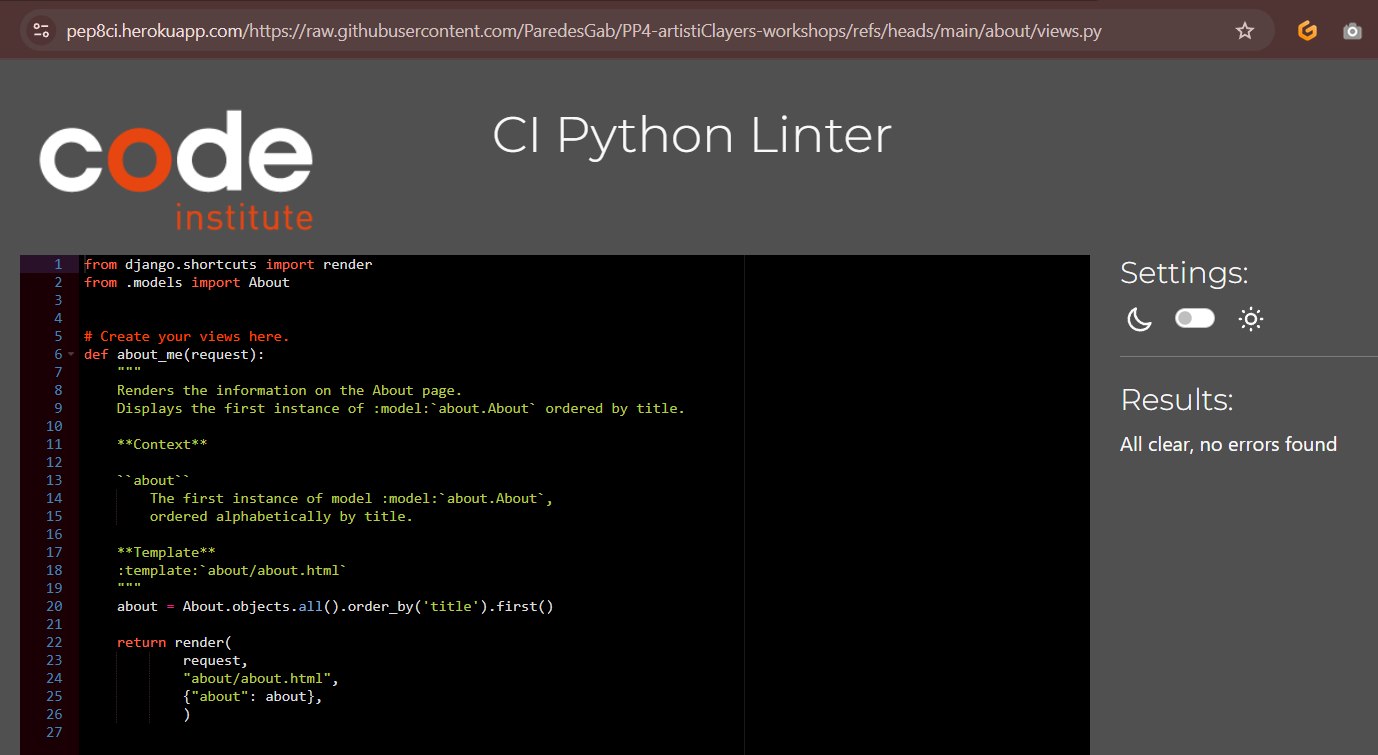 pep8ci.herokuapp.com/https://raw.githubusercontent.com/ParedesGab/PP4-artistiClayers-workshops/refs/heads/main/about/views.py
code
institute
CI Python Linter
1 from django.shortcuts import render
2 from .models import About
3
4
5 # Create your views here.
6 def about_me(request):
7     """
8     Renders the information on the About page.
9     Displays the first instance of :model:`about.About` ordered by title.
10
11     **Context**
12
13     ``about``
14         The first instance of model :model:`about.About`,
15         ordered alphabetically by title.
16
17     **Template**
18     :template:`about/about.html`
19     """
20     about = About.objects.all().order_by('title').first()
21
22     return render(
23             request,
24             "about/about.html",
25             {"about": about},
26             )
27
Settings:
Results:
All clear, no errors found